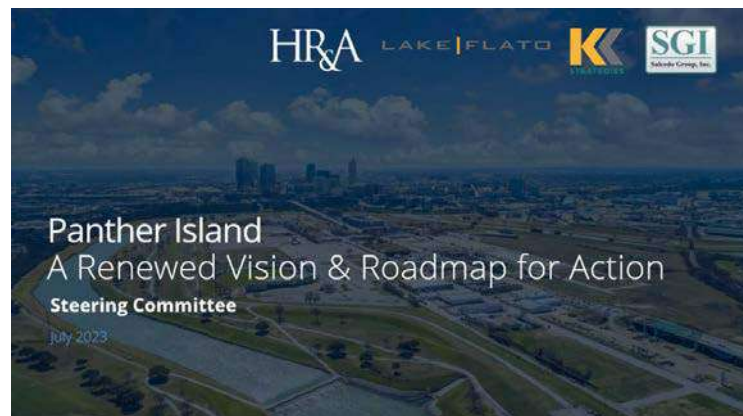 HR&A LAKE|FLATO KK SGI
STRATEGIES Salcedo Group, Inc.
Panther Island
A Renewed Vision & Roadmap for Action
Steering Committee
July 2023